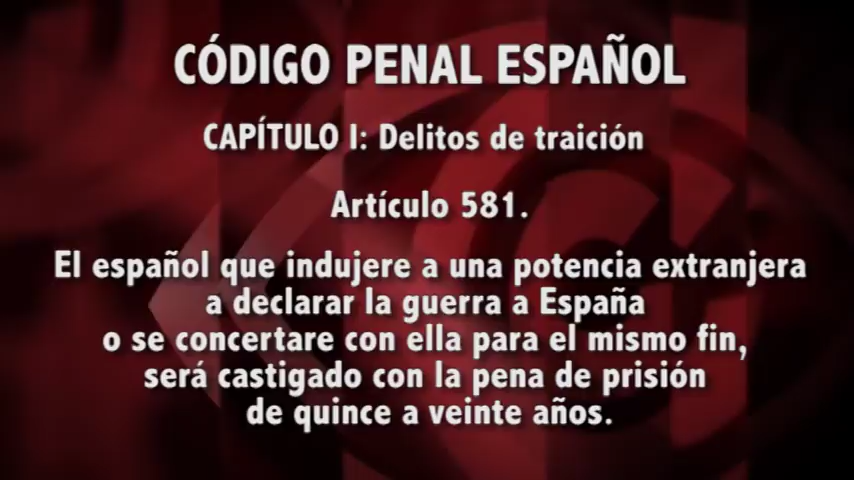 CÓDIGO PENAL ESPAÑOL
CAPÍTULO I: Delitos de traición
Artículo 581.
El español que indujere a una potencia extranjera
a declarar la guerra a España
o se concertare con ella para el mismo fin,
será castigado con la pena de prisión
de quince a veinte años.